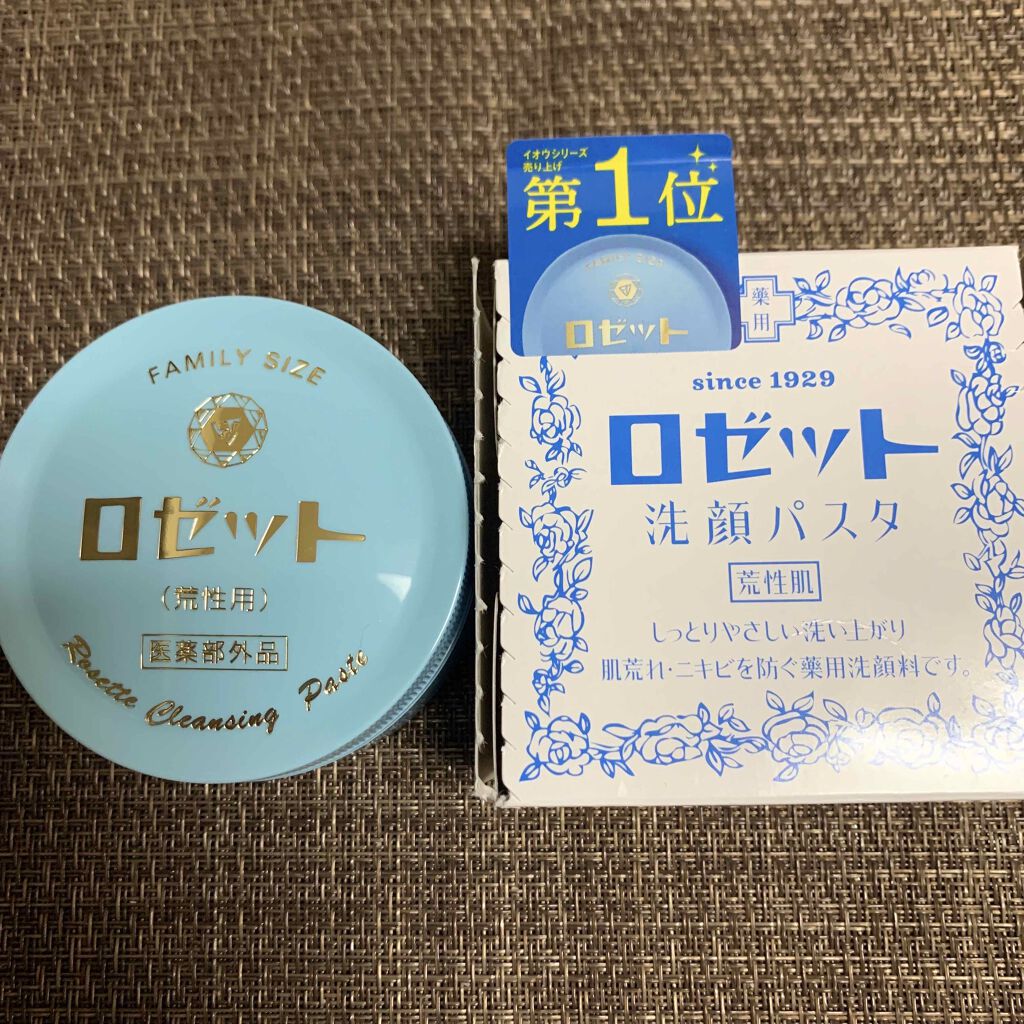 FAMILY SIZE
ロゼット
(荒性用)
医薬部外品
Rosette Cleansing Paste
イオウシリーズ
売り上げ
第1位
FAMILY SIZE
ロゼット
薬用
since 1929
ロゼット
洗顔パスタ
荒性肌
しっとりやさしい洗い上がり
肌荒れ・ニキビを防ぐ薬用洗顔料です。